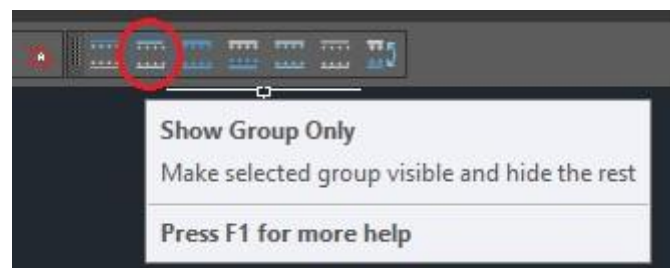 A
Show Group Only
Make selected group visible and hide the rest
Press F1 for more help